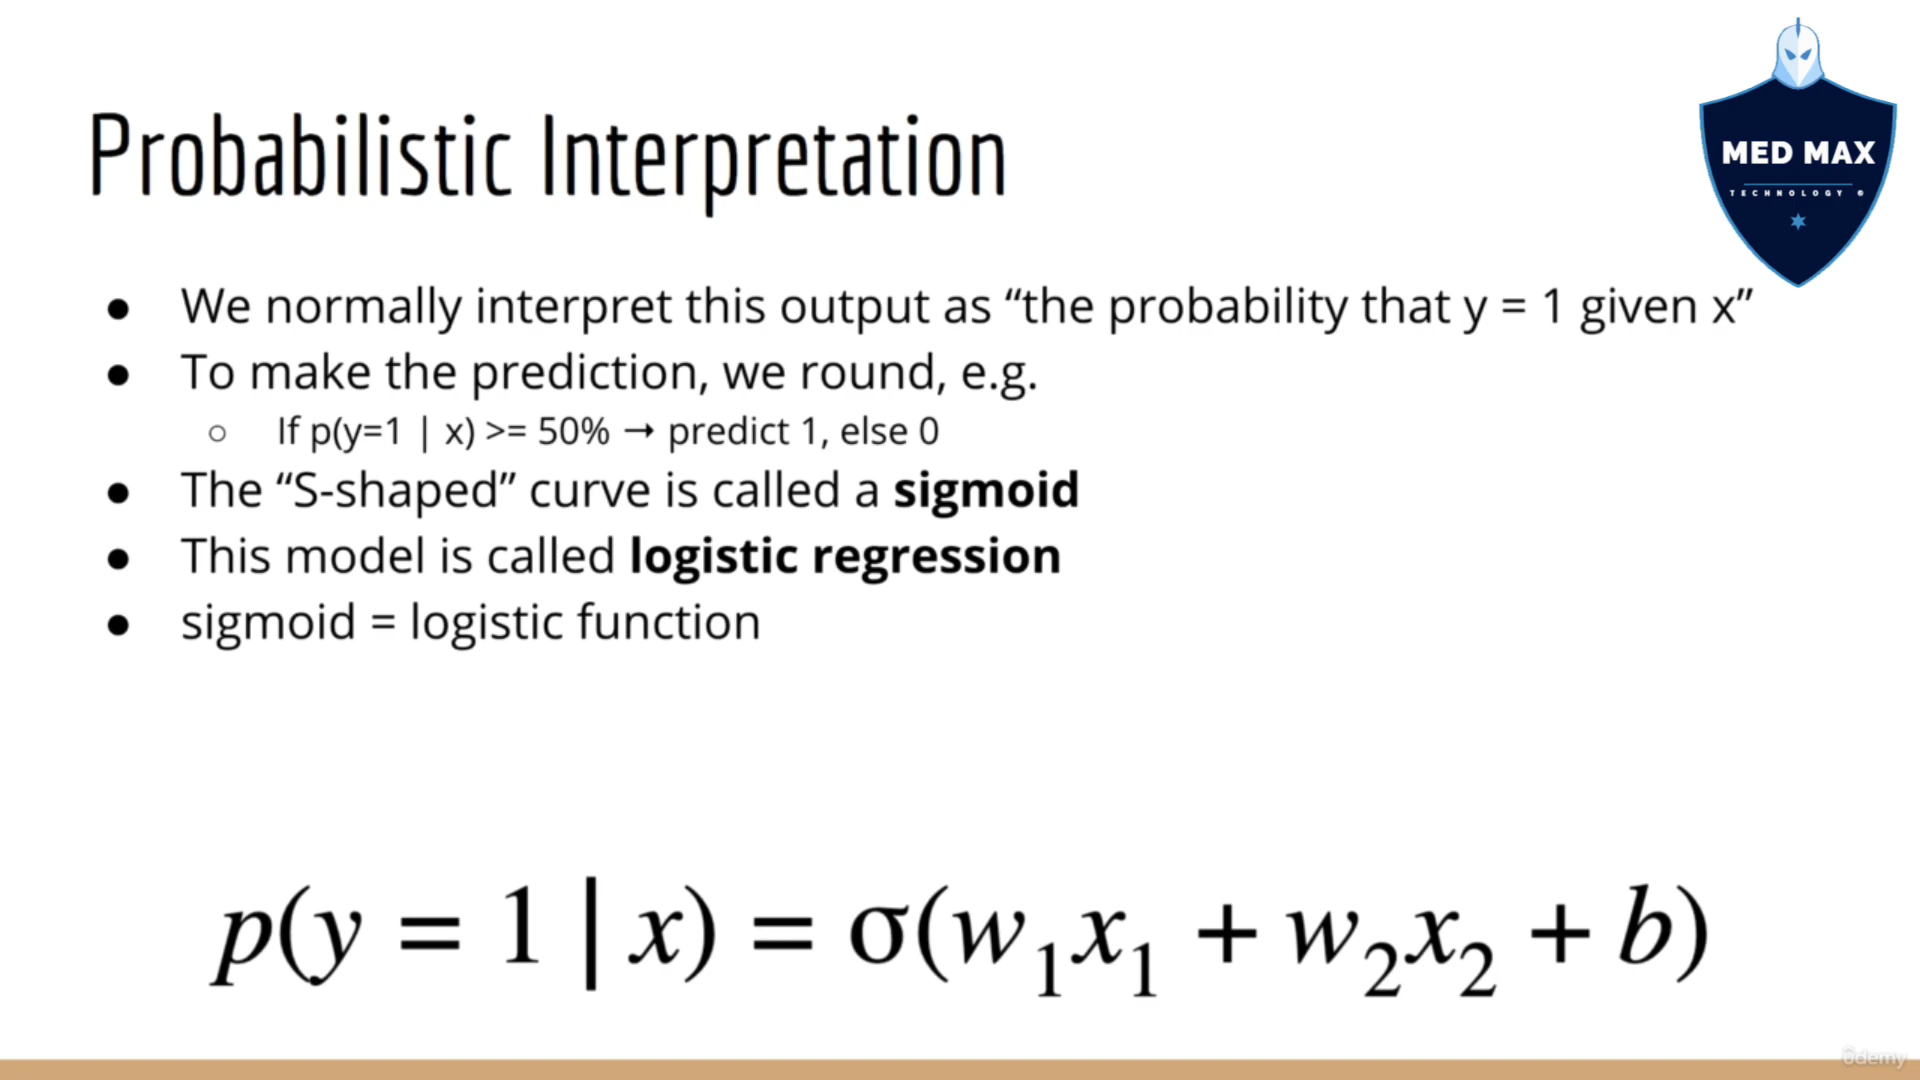 Probabilistic Interpretation
MED MAX
TECHNOLOGY ®
● We normally interpret this output as “the probability that y = 1 given x”
● To make the prediction, we round, e.g.
○ If p(y=1 | x) >= 50% → predict 1, else 0
● The “S-shaped” curve is called a sigmoid
● This model is called logistic regression
● sigmoid = logistic function
p(y = 1 | x) = σ(w₁x₁ + w₂x₂ + b)
ûdemy